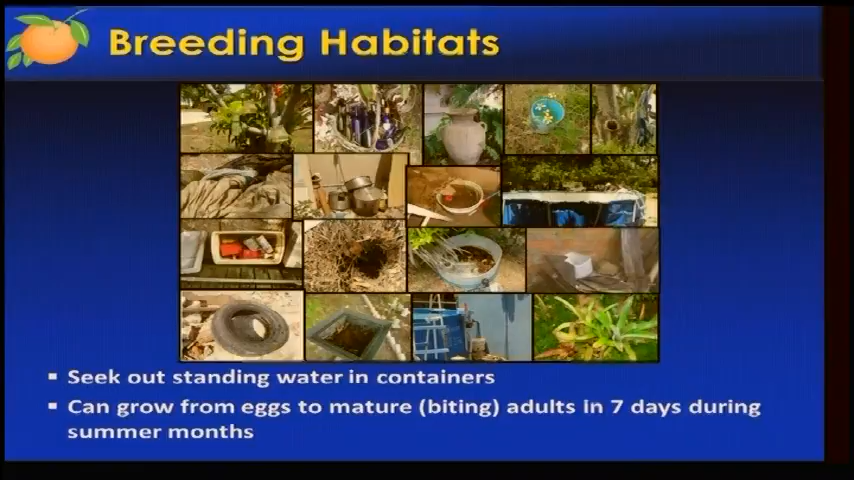 Breeding Habitats
▪ Seek out standing water in containers
▪ Can grow from eggs to mature (biting) adults in 7 days during
summer months